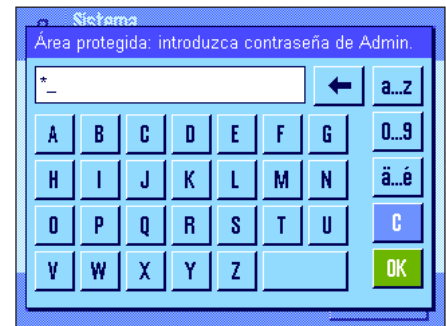 Sistema
Área protegida: introduzca contraseña de Admin.
*_
a...z
A B C D E F G 0...9
H I J K L M N ä...é
O P Q R S T U C
V W X Y Z OK